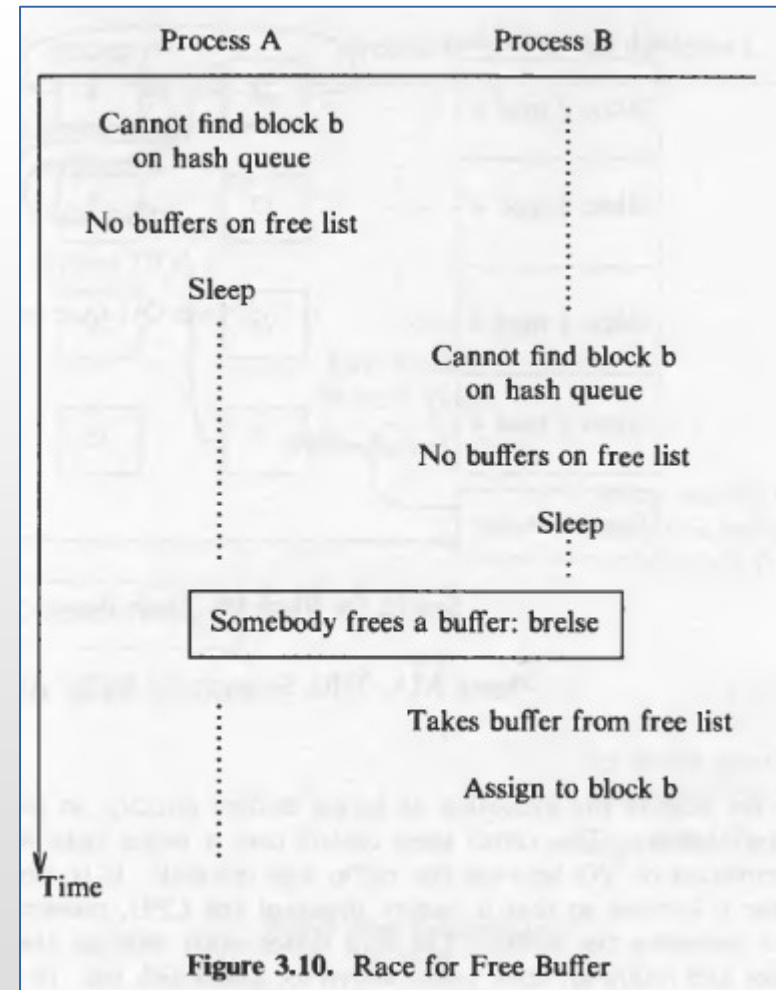 Process A Process B
Cannot find block b
on hash queue
No buffers on free list
Sleep
Cannot find block b
on hash queue
No buffers on free list
Sleep
Somebody frees a buffer: brelse
Takes buffer from free list
Assign to block b
Time
Figure 3.10. Race for Free Buffer